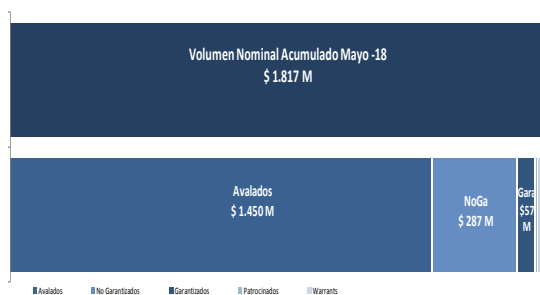 Volumen Nominal Acumulado Mayo -18
$ 1.817 M
Avalados
$ 1.450 M
NoGa
$ 287 M
Gara
$57
M
Avalados No Garantizados Garantizados Patrocinados Warrants